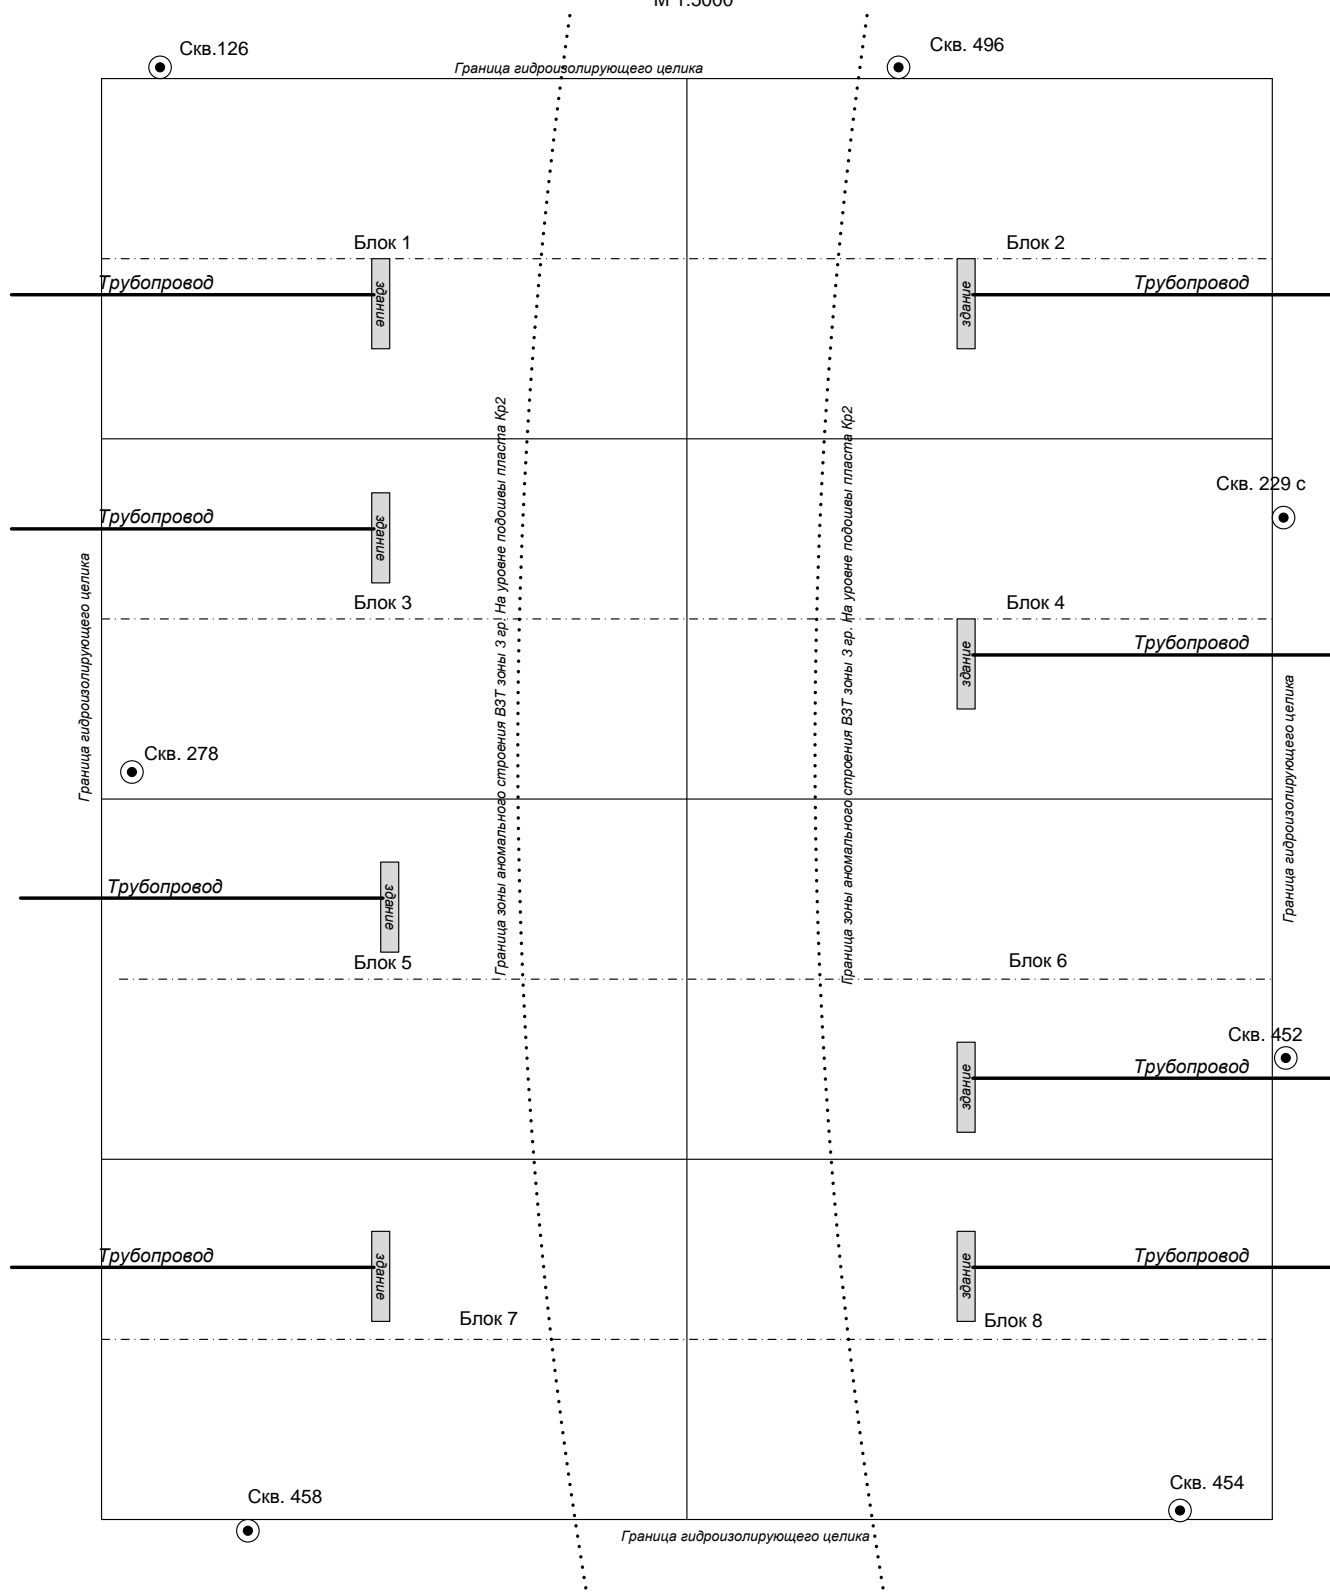 М 1:5000
Скв.126
Скв. 496
Граница гидроизолирующего целика
Блок 1
Блок 2
Трубопровод
здание
здание
Трубопровод
Граница зоны аномального строения ВЗТ зоны 3 гр. На уровне подошвы пласта Кр2
Граница зоны аномального строения ВЗТ зоны 3 гр. На уровне подошвы пласта Кр2
Скв. 229 с
Трубопровод
здание
Граница гидроизолирующего целика
Блок 3
Блок 4
Трубопровод
здание
Граница гидроизолирующего целика
Скв. 278
Трубопровод
здание
Блок 5
Блок 6
Скв. 452
Трубопровод
здание
Трубопровод
здание
здание
Трубопровод
Блок 7
Блок 8
Скв. 458
Скв. 454
Граница гидроизолирующего целика